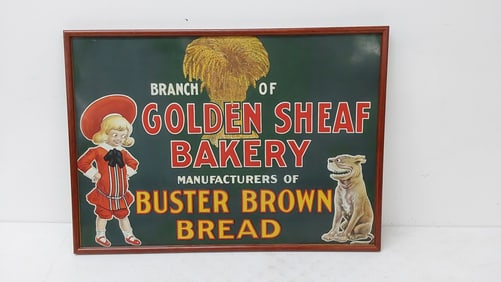 BRANCH OF
GOLDEN SHEAF
BAKERY
MANUFACTURERS OF
BUSTER BROWN
BREAD